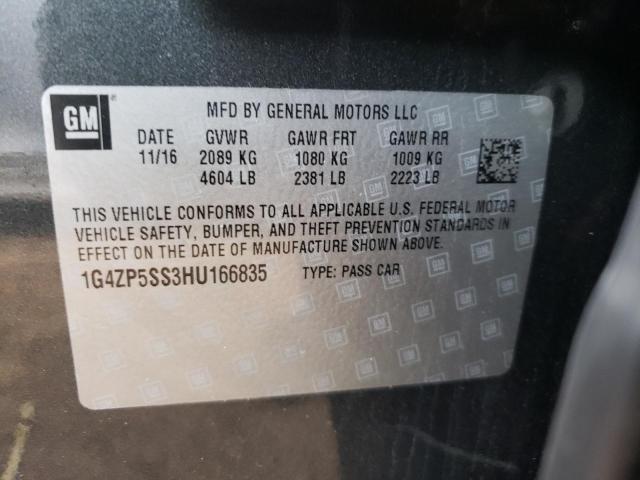 GM
MFD BY GENERAL MOTORS LLC
DATE GVWR GAWR FRT GAWR RR
11/16 2089 KG 1080 KG 1009 KG
4604 LB 2381 LB 2223 LB
THIS VEHICLE CONFORMS TO ALL APPLICABLE U.S. FEDERAL MOTOR
VEHICLE SAFETY, BUMPER, AND THEFT PREVENTION STANDARDS IN
EFFECT ON THE DATE OF MANUFACTURE SHOWN ABOVE.
1G4ZP5SS3HU166835 TYPE: PASS CAR